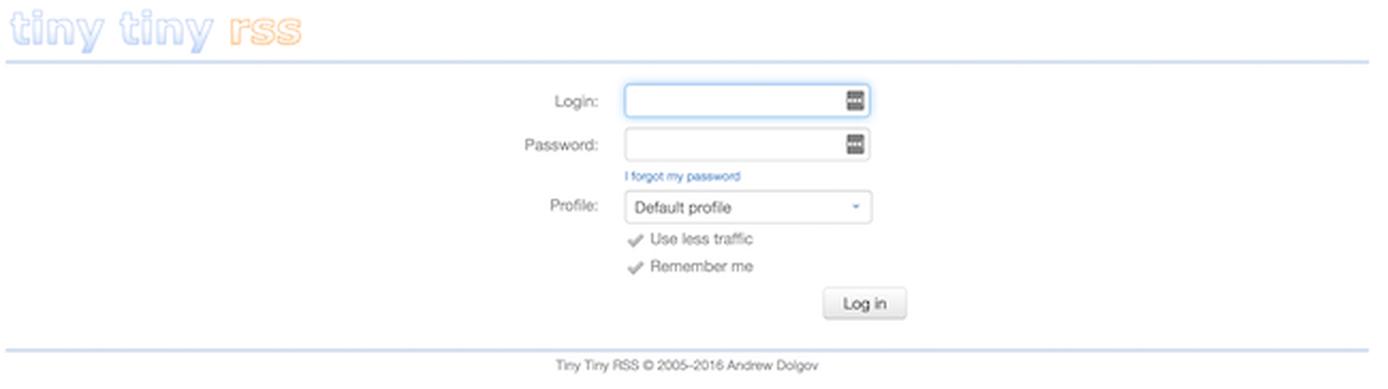 tiny tiny rss
Login:
Password:
I forgot my password
Profile: Default profile
Use less traffic
Remember me
Log in
Tiny Tiny RSS © 2005–2016 Andrew Dolgov